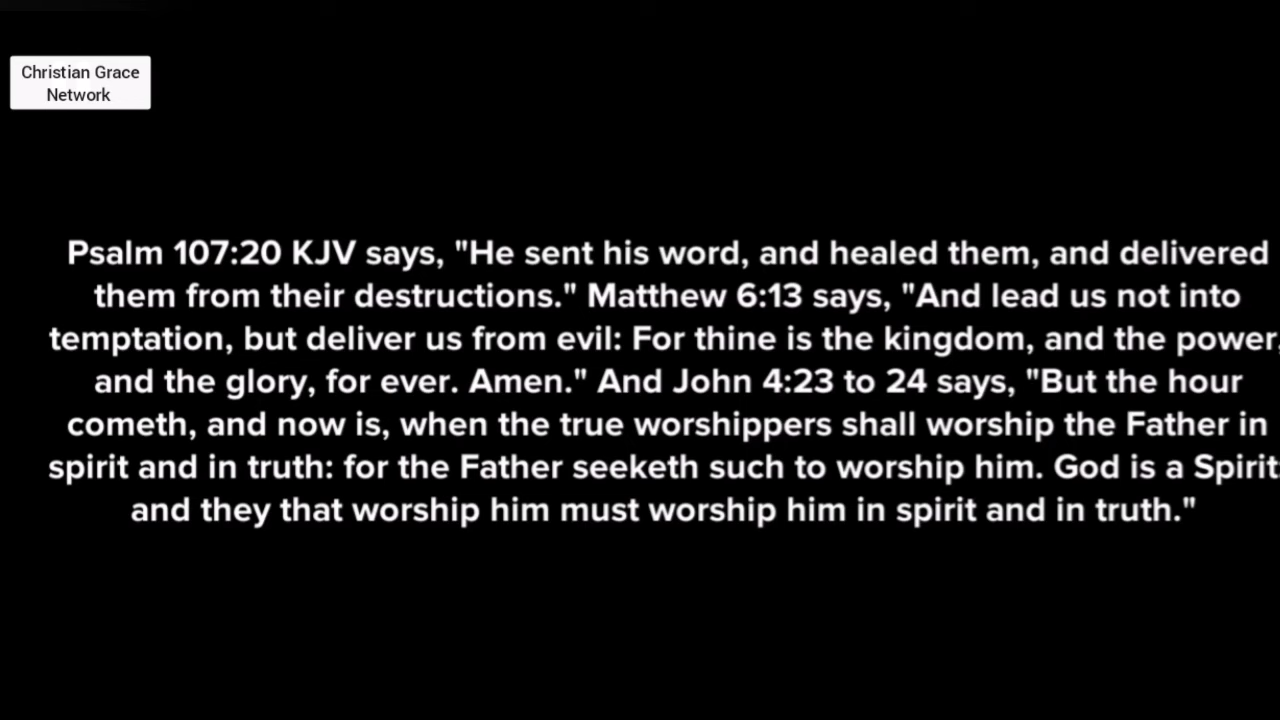 Christian Grace
Network
Psalm 107:20 KJV says, "He sent his word, and healed them, and delivered
them from their destructions." Matthew 6:13 says, "And lead us not into
temptation, but deliver us from evil: For thine is the kingdom, and the power,
and the glory, for ever. Amen." And John 4:23 to 24 says, "But the hour
cometh, and now is, when the true worshippers shall worship the Father in
spirit and in truth: for the Father seeketh such to worship him. God is a Spirit
and they that worship him must worship him in spirit and in truth."